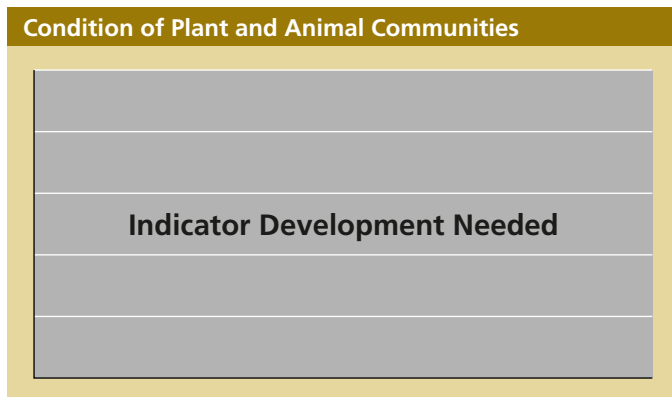 Condition of Plant and Animal Communities
Indicator Development Needed